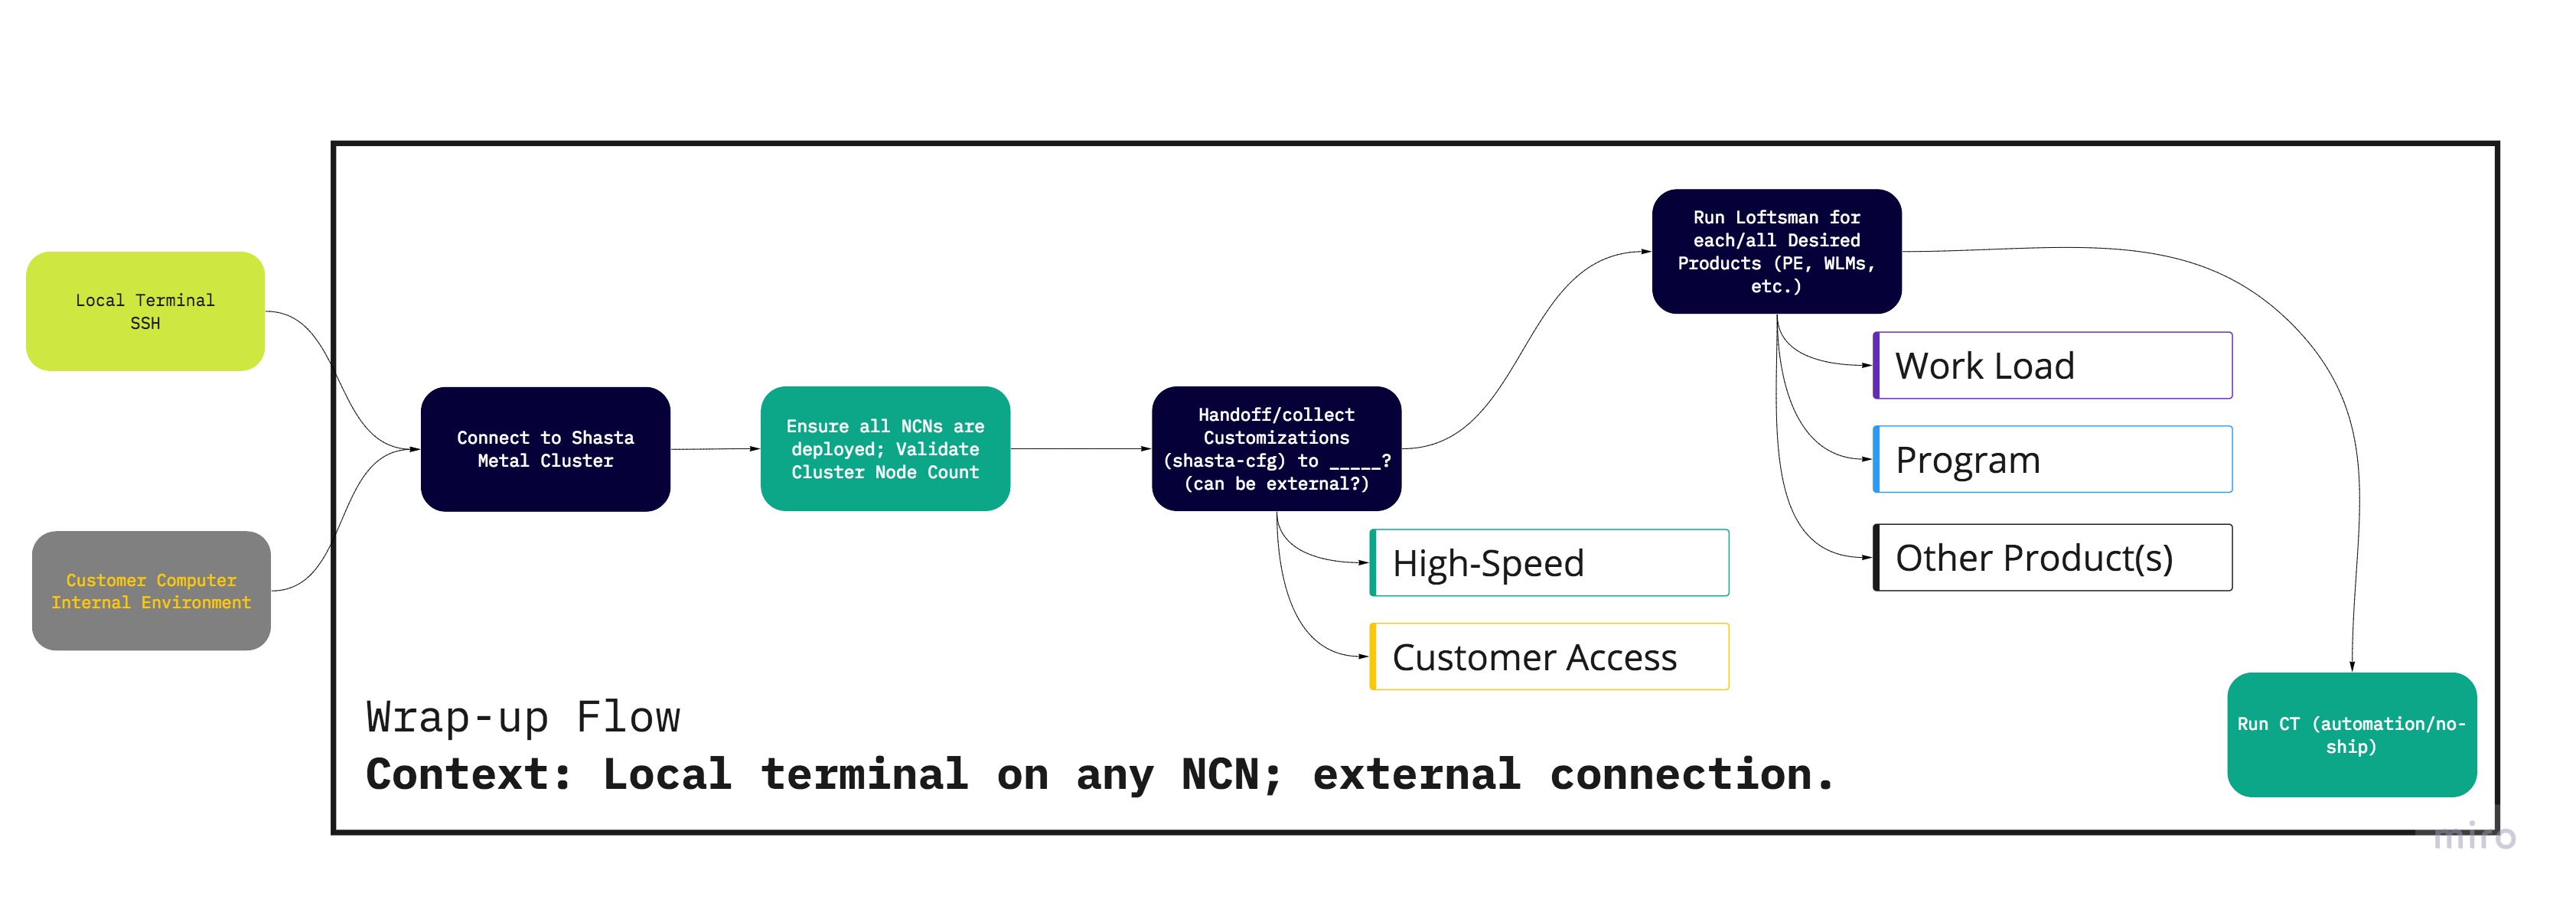 Local Terminal
SSH
Customer Computer
Internal Environment
Connect to Shasta
Metal Cluster
Ensure all NCNs are
deployed; Validate
Cluster Node Count
Handoff/collect
Customizations
(shasta-cfg) to _____?
(can be external?)
High-Speed
Customer Access
Run Loftsman for
each/all Desired
Products (PE, WLMs,
etc.)
Work Load
Program
Other Product(s)
Run CT (automation/no-
ship)
Wrap-up Flow
Context: Local terminal on any NCN; external connection.
miro